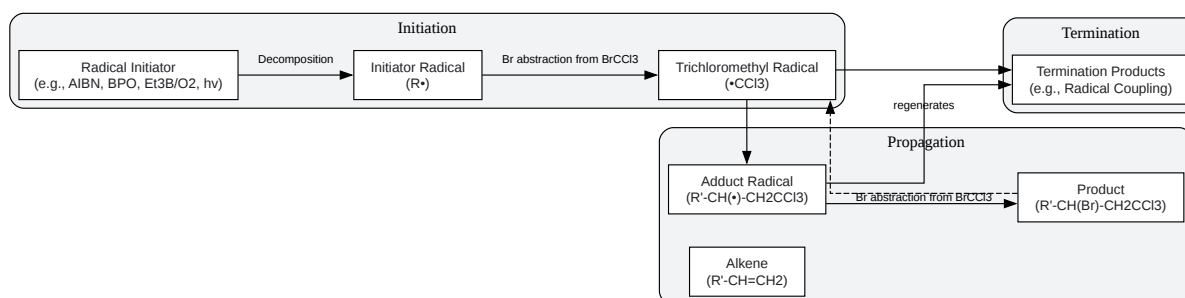 Initiation
Termination
Radical Initiator
(e.g., AIBN, BPO, Et3B/O2, hv)
Decomposition
Initiator Radical
(R•)
Br abstraction from BrCCl3
Trichloromethyl Radical
(•CCl3)
Termination Products
(e.g., Radical Coupling)
regenerates
Propagation
Adduct Radical
(R'-CH(•)-CH2CCl3)
Br abstraction from BrCCl3
Product
(R'-CH(Br)-CH2CCl3)
Alkene
(R'-CH=CH2)